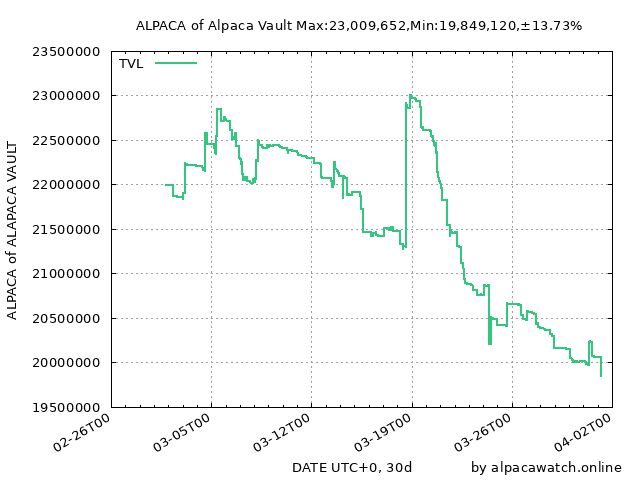 ALPACA of Alpaca Vault Max:23,009,652,Min:19,849,120,±13.73%
TVL
ALPACA of ALAPACA VAULT
23500000
23000000
22500000
22000000
21500000
21000000
20500000
20000000
19500000
02-26T00
03-05T00
03-12T00
03-19T00
03-26T00
04-02T00
DATE UTC+0, 30d
by alpacawatch.online